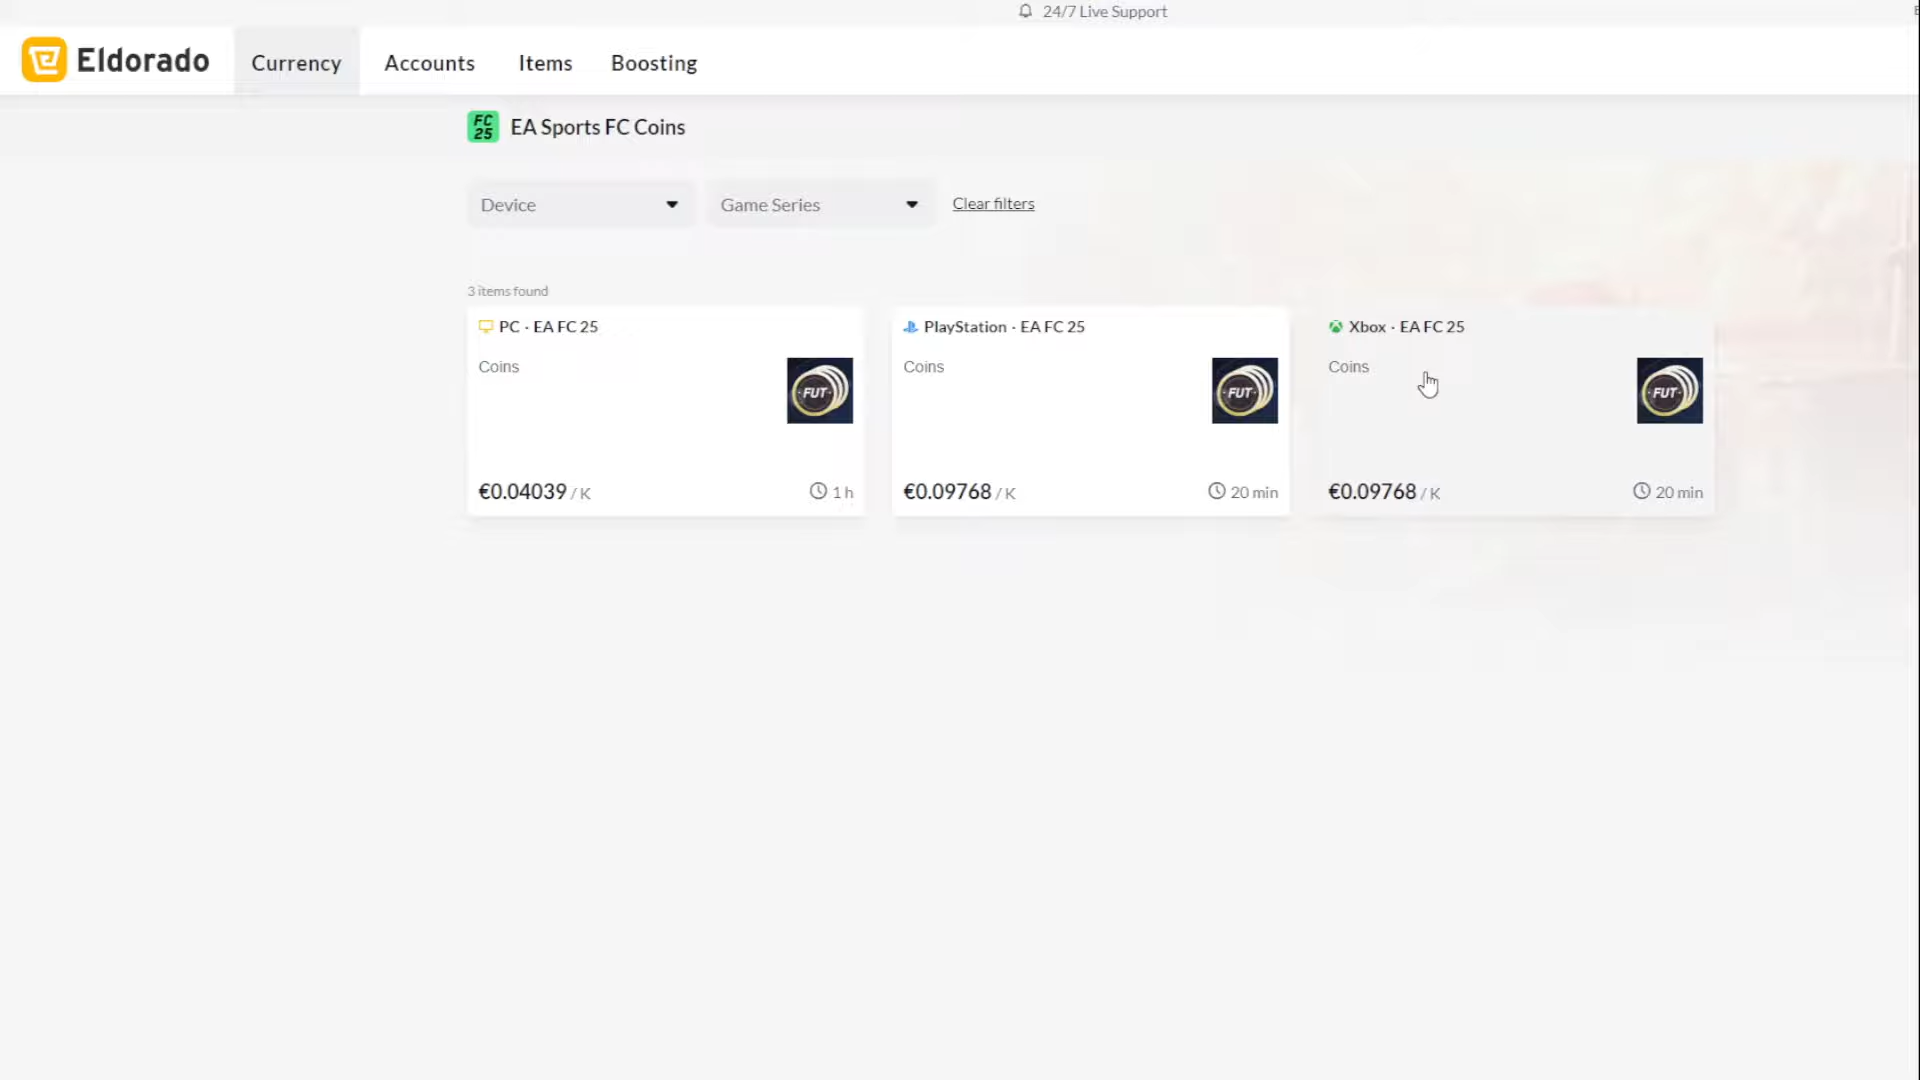 24/7 Live Support
Eldorado
Currency
Accounts
Items
Boosting
FC
25
EA Sports FC Coins
Device
Game Series
Clear filters
3 items found
PC · EA FC 25
Coins
FUT
€0.04039 / K
1 h
PlayStation · EA FC 25
Coins
FUT
€0.09768 / K
20 min
Xbox · EA FC 25
Coins
FUT
€0.09768 / K
20 min